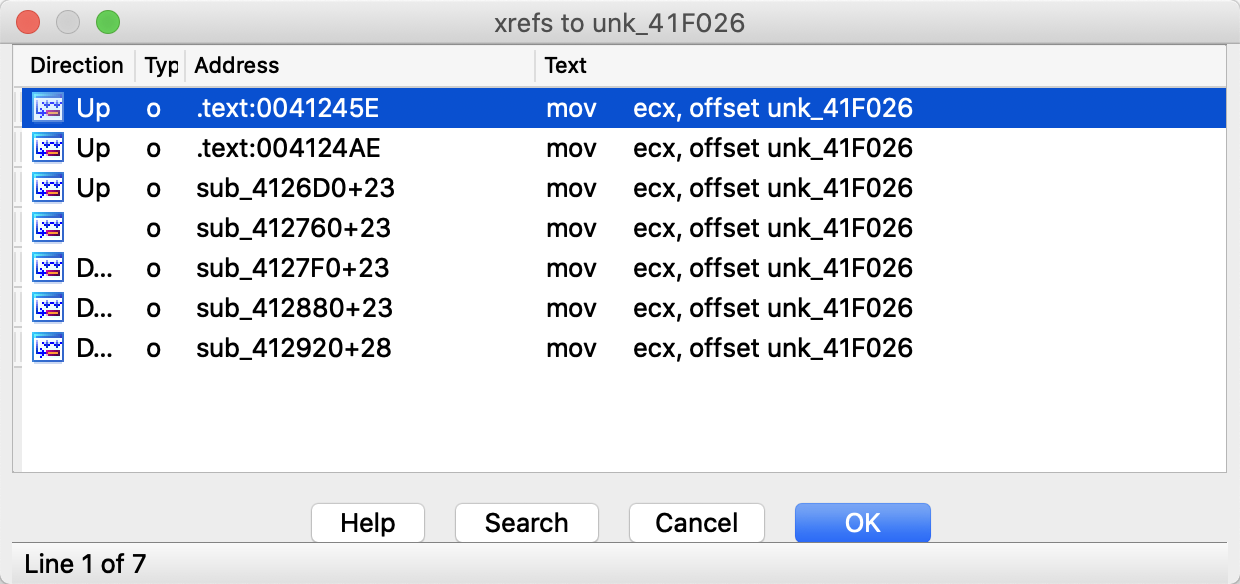 xrefs to unk_41F026
Direction Typ Address Text
Up o .text:0041245E mov ecx, offset unk_41F026
Up o .text:004124AE mov ecx, offset unk_41F026
Up o sub_4126D0+23 mov ecx, offset unk_41F026
o sub_412760+23 mov ecx, offset unk_41F026
D... o sub_4127F0+23 mov ecx, offset unk_41F026
D... o sub_412880+23 mov ecx, offset unk_41F026
D... o sub_412920+28 mov ecx, offset unk_41F026
Help Search Cancel OK
Line 1 of 7